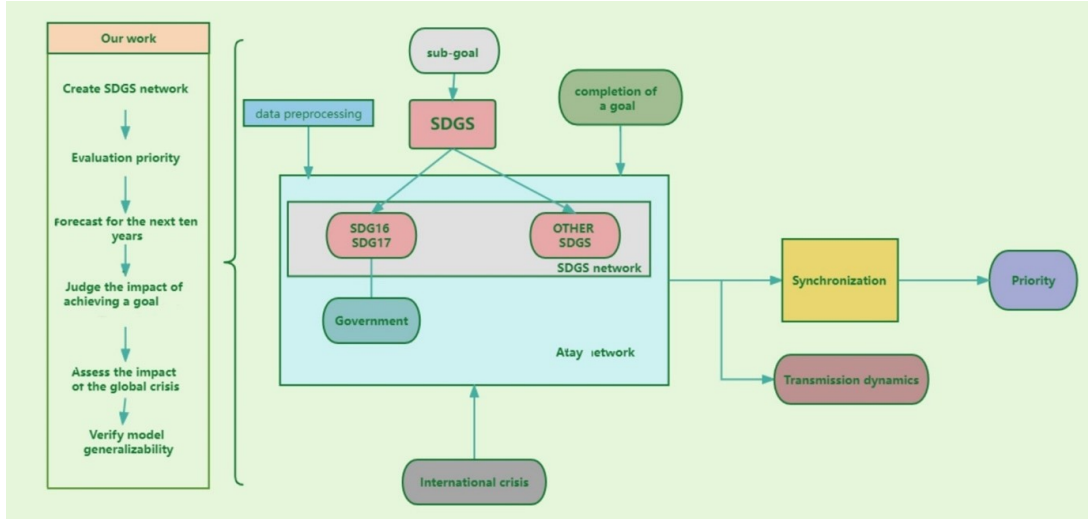 Our work
Create SDGS network
Evaluation priority
Forecast for the next ten
years
Judge the impact of
achieving a goal
Assess the impact
of the global crisis
Verify model
generalizability
sub-goal
data preprocessing
SDGS
completion of
a goal
SDG16
SDG17
OTHER
SDGS
SDGS network
Government
Atay network
International crisis
Synchronization
Priority
Transmission dynamics